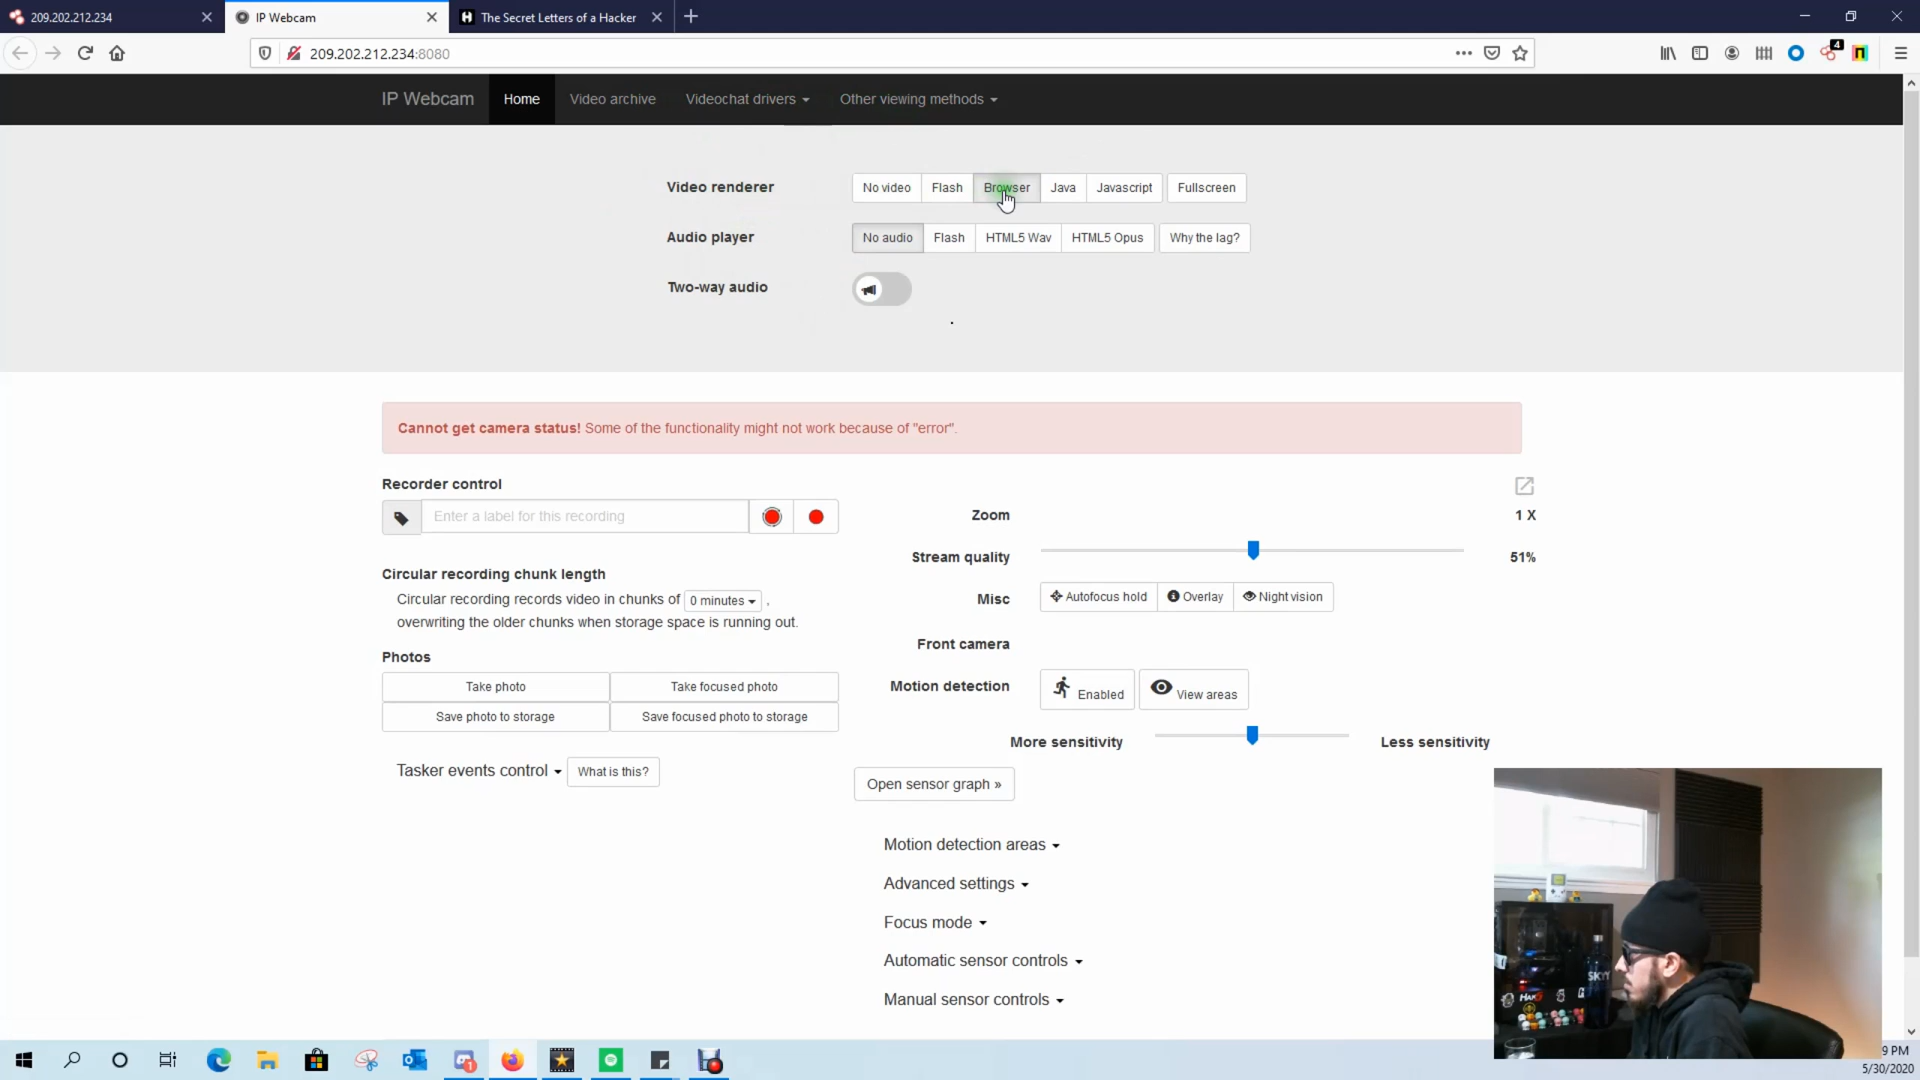 209.202.212.234
IP Webcam
The Secret Letters of a Hacker
209.202.212.234:8080
4
IP Webcam
Home
Video archive
Videochat drivers
Other viewing methods
Video renderer
No video
Flash
Browser
Java
Javascript
Fullscreen
Audio player
No audio
Flash
HTML5 Wav
HTML5 Opus
Why the lag?
Two-way audio
Cannot get camera status! Some of the functionality might not work because of "error".
Recorder control
Enter a label for this recording
Circular recording chunk length
Circular recording records video in chunks of 0 minutes ,
overwriting the older chunks when storage space is running out.
Photos
Take photo
Take focused photo
Save photo to storage
Save focused photo to storage
Tasker events control
What is this?
Zoom
1 X
Stream quality
51%
Misc
Autofocus hold
Overlay
Night vision
Front camera
Motion detection
Enabled
View areas
More sensitivity
Less sensitivity
Open sensor graph »
Motion detection areas
Advanced settings
Focus mode
Automatic sensor controls
Manual sensor controls
SKYY
9 PM
5/30/2020